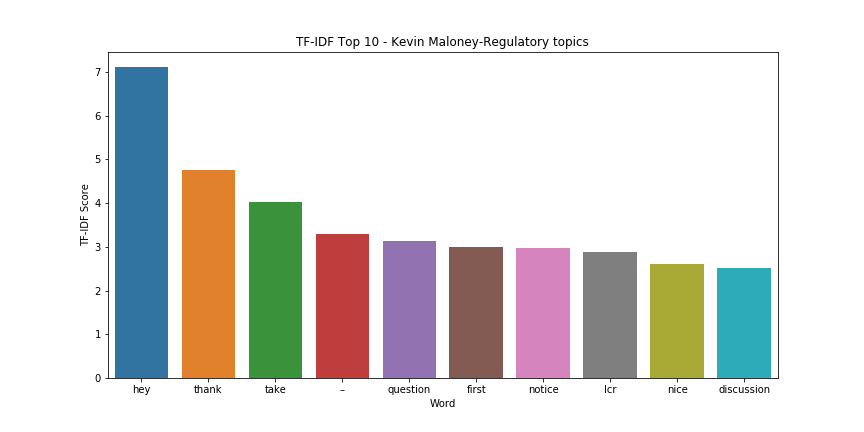 TF-IDF Top 10 - Kevin Maloney-Regulatory topics
TF-IDF Score
7
6
5
4
3
2
1
0
hey thank take – question first notice lcr nice discussion
Word